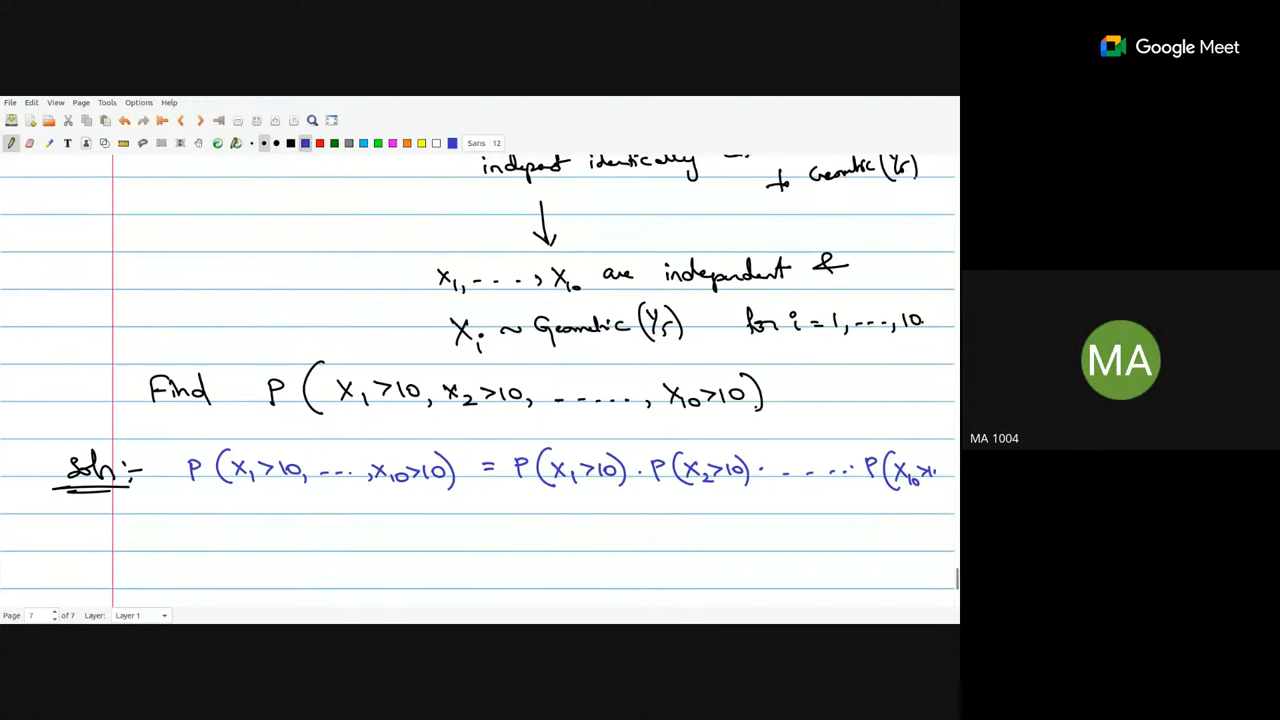 Google Meet
File Edit View Page Tools Options Help
Sans 12
indepast identically
to Geometric (1/5)
X1, ...., X10 are independent &
Xi ~ Geometric (1/5) for i = 1, ...., 10
Find P ( X1 >10, X2 >10, ......, X10 >10 )
MA
MA 1004
Soln :- P ( X1 >10, ...., X10 >10 ) = P ( X1 >10 ) . P ( X2 >10 ) . - - ... P ( X10 >1
Page 7 of 7 Layer: Layer 1